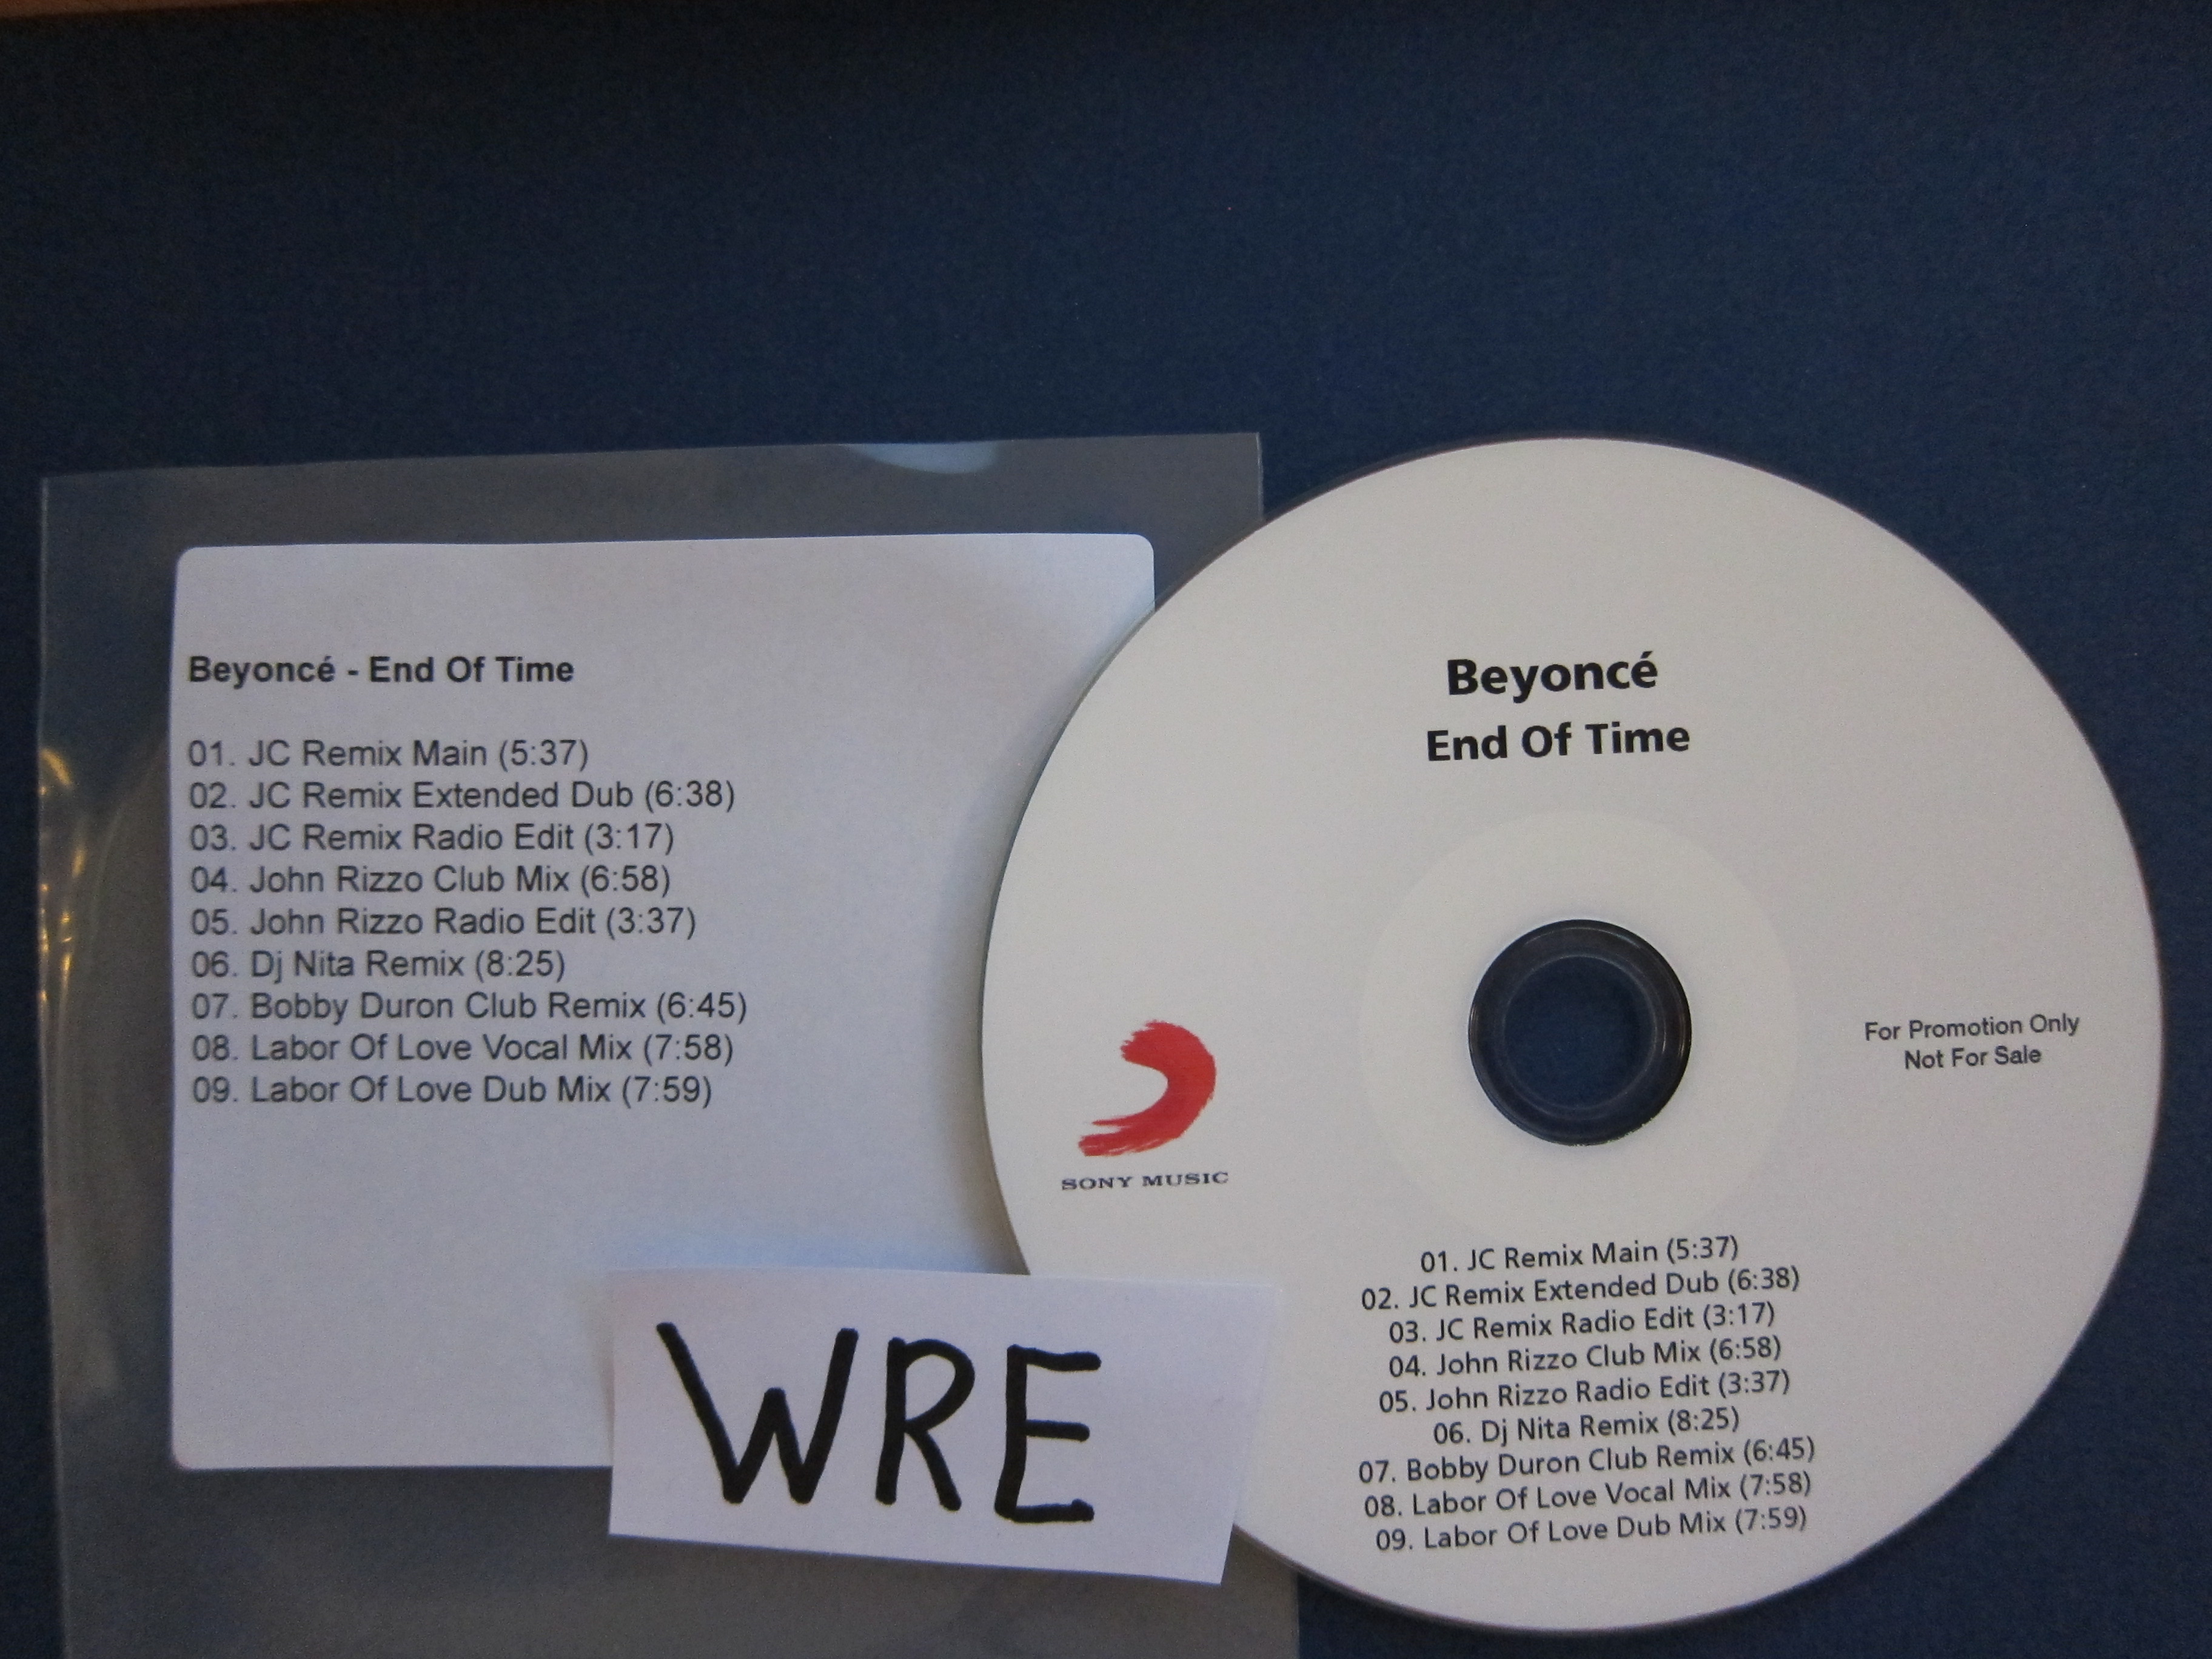 Beyoncé - End Of Time
01. JC Remix Main (5:37)
02. JC Remix Extended Dub (6:38)
03. JC Remix Radio Edit (3:17)
04. John Rizzo Club Mix (6:58)
05. John Rizzo Radio Edit (3:37)
06. Dj Nita Remix (8:25)
07. Bobby Duron Club Remix (6:45)
08. Labor Of Love Vocal Mix (7:58)
09. Labor Of Love Dub Mix (7:59)
Beyoncé
End Of Time
For Promotion Only
Not For Sale
SONY MUSIC
01. JC Remix Main (5:37)
02. JC Remix Extended Dub (6:38)
03. JC Remix Radio Edit (3:17)
04. John Rizzo Club Mix (6:58)
05. John Rizzo Radio Edit (3:37)
06. Dj Nita Remix (8:25)
07. Bobby Duron Club Remix (6:45)
08. Labor Of Love Vocal Mix (7:58)
09. Labor Of Love Dub Mix (7:59)
WRE